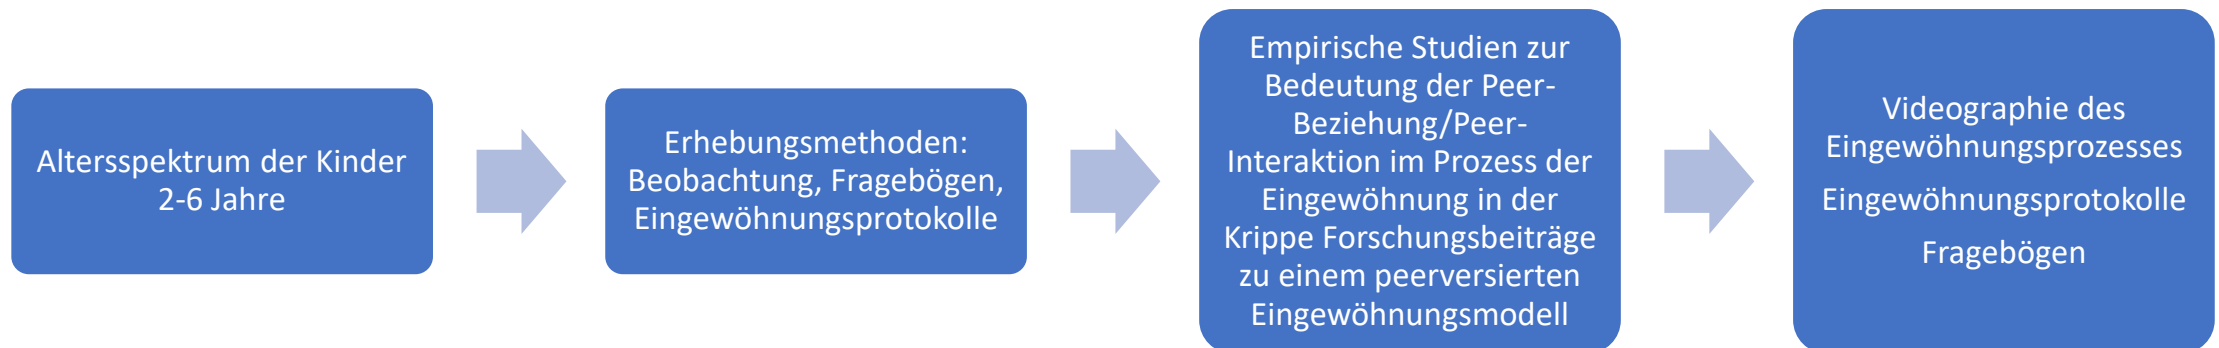 Altersspektrum der Kinder
2-6 Jahre
Erhebungsmethoden:
Beobachtung, Fragebögen,
Eingewöhnungsprotokolle
Empirische Studien zur
Bedeutung der Peer-
Beziehung/Peer-
Interaktion im Prozess der
Eingewöhnung in der
Krippe Forschungsbeiträge
zu einem peerversierten
Eingewöhnungsmodell
Videographie des
Eingewöhnungsprozesses
Eingewöhnungsprotokolle
Fragebögen